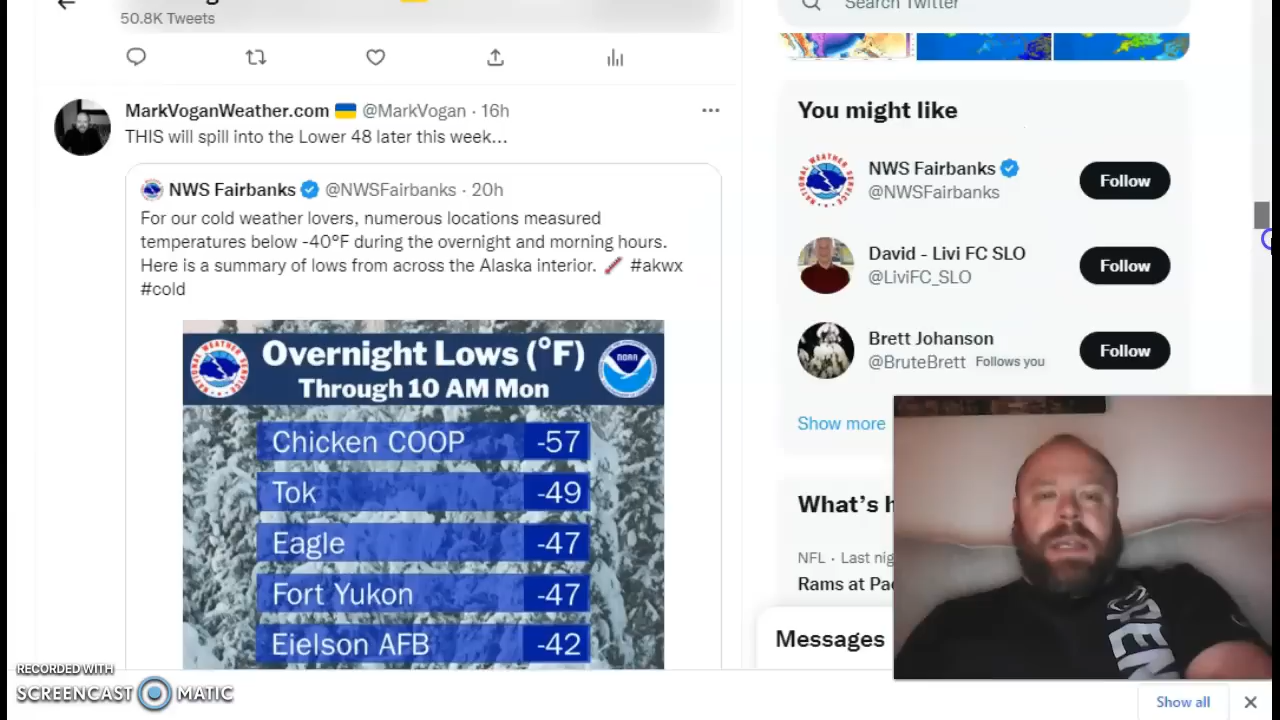 50.8K Tweets
Search Twitter
MarkVoganWeather.com @MarkVogan · 16h
THIS will spill into the Lower 48 later this week...
NWS Fairbanks @NWSFairbanks · 20h
For our cold weather lovers, numerous locations measured
temperatures below -40°F during the overnight and morning hours.
Here is a summary of lows from across the Alaska interior. #akwx
#cold
Overnight Lows (°F)
Through 10 AM Mon
NATIONAL WEATHER SERVICE
NOAA
Chicken COOP -57
Tok -49
Eagle -47
Fort Yukon -47
Eielson AFB -42
You might like
NWS Fairbanks
@NWSFairbanks
Follow
David - Livi FC SLO
@LiviFC_SLO
Follow
Brett Johanson
@BruteBrett Follows you
Follow
Show more
What's h
NFL · Last nig
Rams at Pac
Messages
RECORDED WITH
SCREENCAST MATIC
Show all